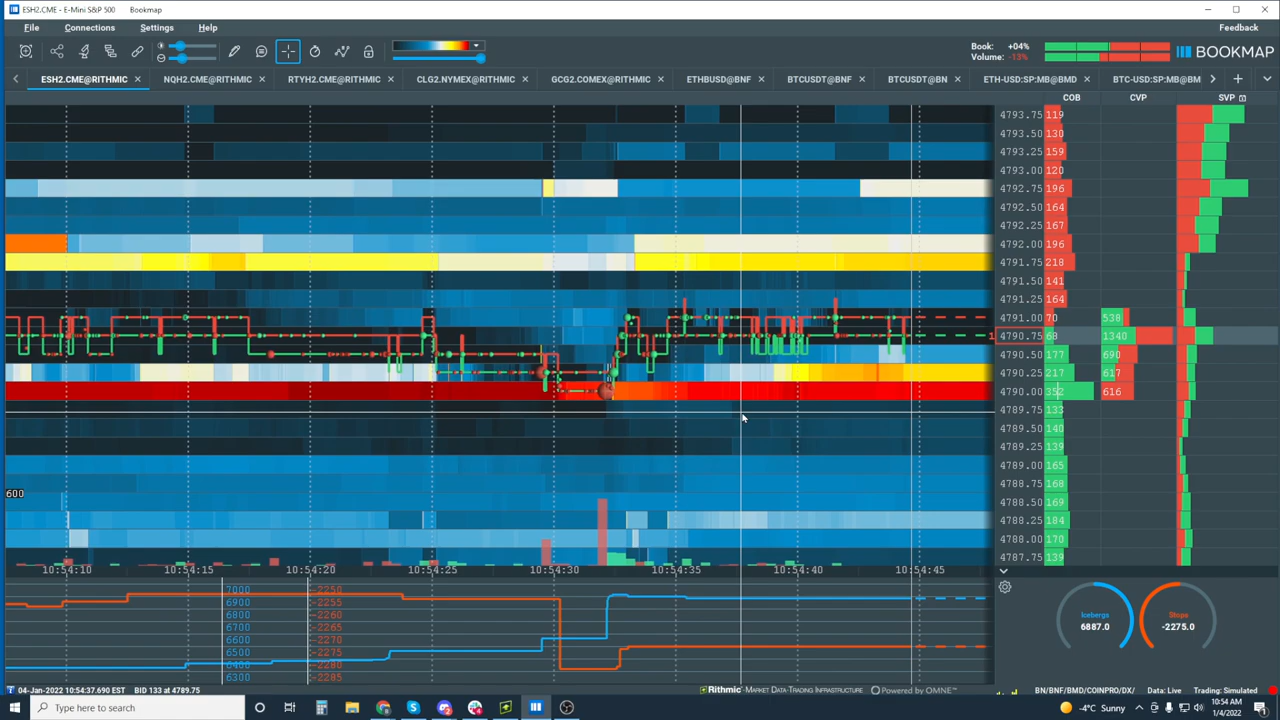 ESH2.CME - E-Mini S&P 500 Bookmap
File Connections Settings Help Feedback
Book: +04%
Volume: -13%
BOOKMAP
ESH2.CME@RITHMIC NQH2.CME@RITHMIC RTYH2.CME@RITHMIC CLG2.NYMEX@RITHMIC GCG2.COMEX@RITHMIC ETHBUSD@BNF BTCUSDT@BNF BTCUSDT@BN ETH-USD:SP:MB@BMD BTC-USD:SP:MB@BM
COB CVP SVP
4793.75 119
4793.50 130
4793.25 159
4793.00 120
4792.75 196
4792.50 164
4792.25 167
4792.00 196
4791.75 218
4791.50 141
4791.25 164
4791.00 70 538
1 4790.75 68 1340
4790.50 177 690
4790.25 217 617
4790.00 352 616
4789.75 133
4789.50 140
4789.25 139
4789.00 165
4788.75 160
4788.50 169
4788.25 184
4788.00 170
4787.75 139
600
10:54:10 10:54:15 10:54:20 10:54:25 10:54:30 10:54:35 10:54:40 10:54:45
7000 -2250
6900 -2255
6800 -2260
6700 -2265
6600 -2270
6500 -2275
6400 -2280
6300 -2285
Icebergs
6887.0
Stops
-2275.0
04-Jan-2022 10:54:37.690 EST BID 133 at 4789.75
Rithmic MARKET DATA-TRADING INFRASTRUCTURE Powered by OMNE™
BN/BNF/BMD/COINPRO/DX/ Data: Live Trading: Simulated
Type here to search
-4°C Sunny
10:54 AM
1/4/2022